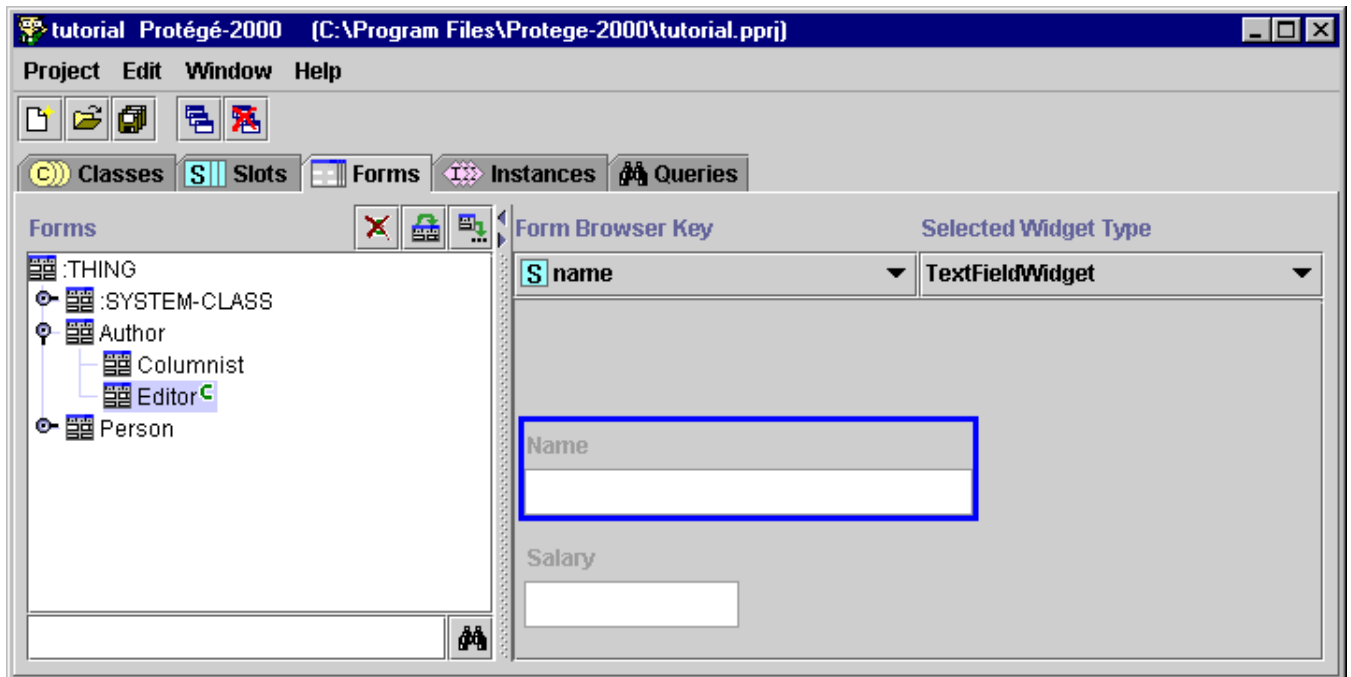 tutorial Protégé-2000 (C:\Program Files\Protege-2000\tutorial.pprj)
Project Edit Window Help
C Classes S Slots Forms I Instances Queries
Forms
Form Browser Key Selected Widget Type
S name TextFieldWidget
:THING
:SYSTEM-CLASS
Author
Columnist
Editor C
Person
Name
Salary